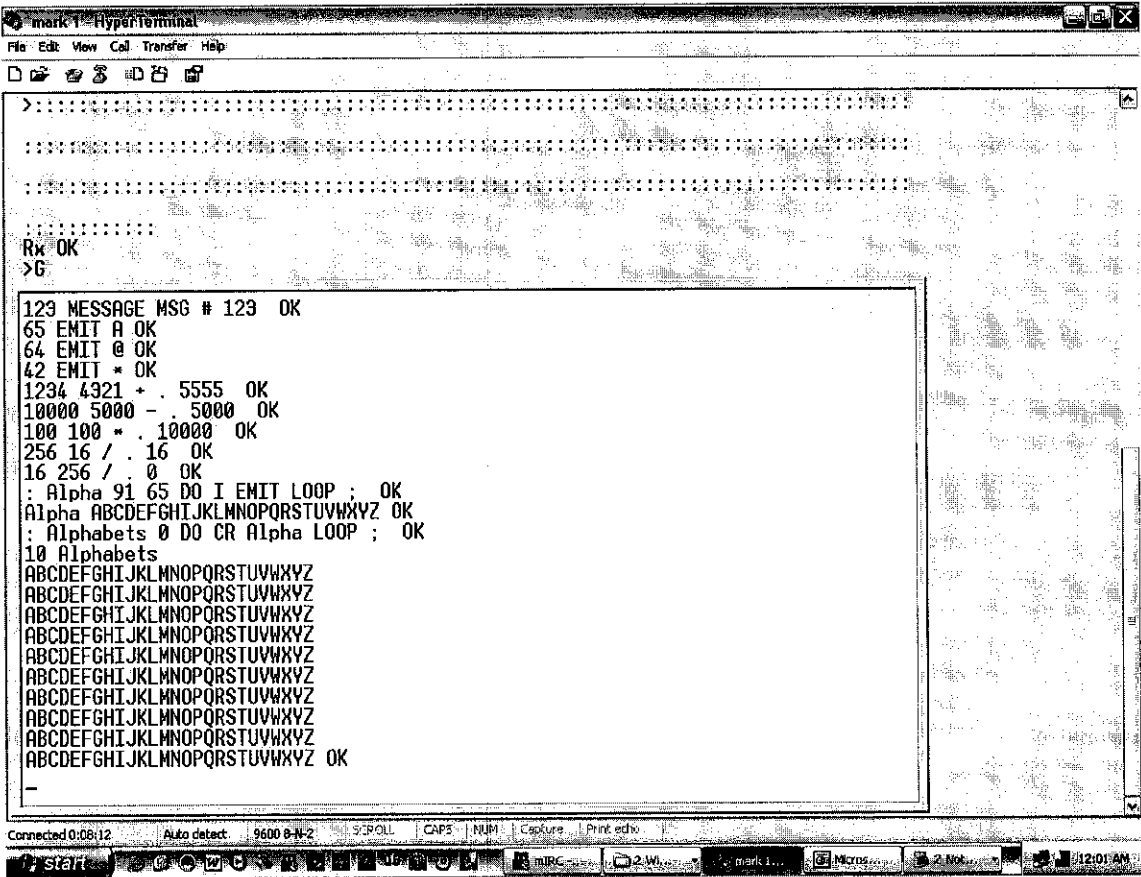 mark 1 - HyperTerminal
File Edit View Call Transfer Help
>::::::::::::::::::::::::::::::::::::::::::::::::::::::::::::::::::::::::::::::
:::::::::::::::::::::::::::::::::::::::::::::::::::::::::::::::::::::::::::::::
:::::::::::::::::::::::::::::::::::::::::::::::::::::::::::::::::::::::::::::::
::::::::::::
Rx OK
>G
123 MESSAGE MSG # 123  OK
65 EMIT A OK
64 EMIT @ OK
42 EMIT * OK
1234 4321 + . 5555  OK
10000 5000 - . 5000  OK
100 100 * . 10000  OK
256 16 / . 16  OK
16 256 / . 0  OK
: Alpha 91 65 DO I EMIT LOOP ;  OK
Alpha ABCDEFGHIJKLMNOPQRSTUVWXYZ OK
: Alphabets 0 DO CR Alpha LOOP ;  OK
10 Alphabets
ABCDEFGHIJKLMNOPQRSTUVWXYZ
ABCDEFGHIJKLMNOPQRSTUVWXYZ
ABCDEFGHIJKLMNOPQRSTUVWXYZ
ABCDEFGHIJKLMNOPQRSTUVWXYZ
ABCDEFGHIJKLMNOPQRSTUVWXYZ
ABCDEFGHIJKLMNOPQRSTUVWXYZ
ABCDEFGHIJKLMNOPQRSTUVWXYZ
ABCDEFGHIJKLMNOPQRSTUVWXYZ
ABCDEFGHIJKLMNOPQRSTUVWXYZ
ABCDEFGHIJKLMNOPQRSTUVWXYZ OK
_
Connected 0:08:12 Auto detect 9600 8-N-2 SCROLL CAPS NUM Capture Print echo
start mIRC 2 Wi... mark 1... Micros... 2 Not... 12:01 AM